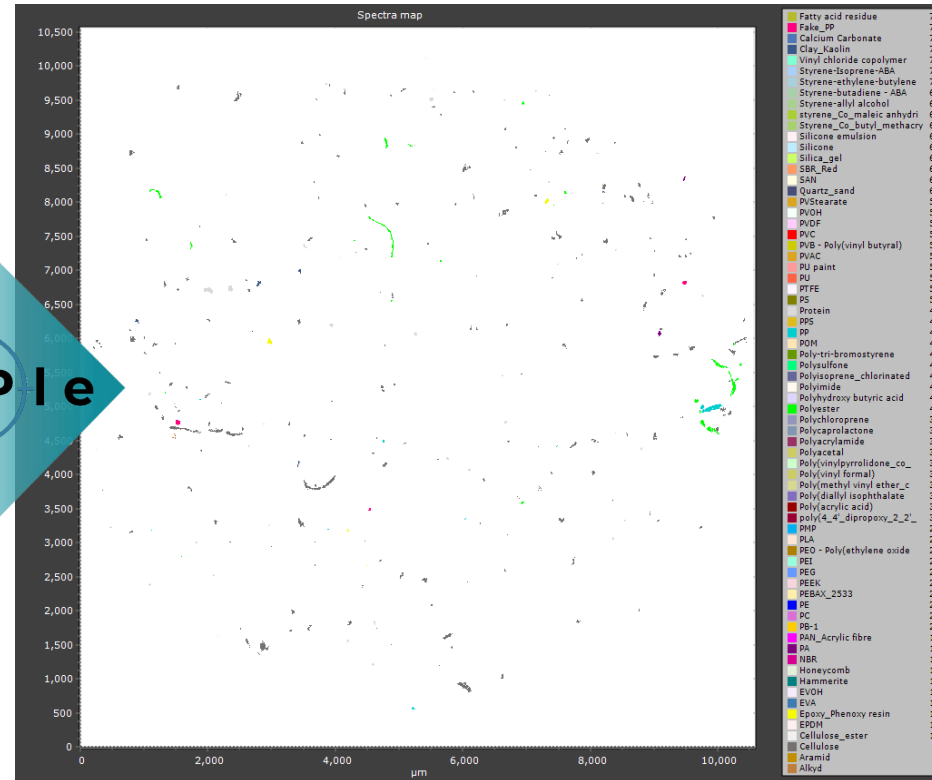 Spectra map
10,500
10,000
9,500
9,000
8,500
8,000
7,500
7,000
6,500
4,000
3,500
3,000
2,500
2,000
1,500
1,000
500
0
0
2,000
4,000
6,000
8,000
10,000
µm
Ple
Fatty acid residue
Fake_PP
Calcium Carbonate
Clay_Kaolin
Vinyl chloride copolymer
Styrene-Isoprene-ABA
Styrene-ethylene-butylene
Styrene-butadiene - ABA
Styrene-allyl alcohol
styrene_Co_maleic anhydri
Styrene_Co_butyl_methacry
Silicone emulsion
Silicone
Silica_gel
SBR_Red
SAN
Quartz_sand
PVStearate
PVOH
PVDF
PVC
PVB - Poly(vinyl butyral)
PVAC
PU paint
PU
PTFE
PS
Protein
PPS
PP
POM
Poly-tri-bromostyrene
Polysulfone
Polyisoprene_chlorinated
Polyimide
Polyhydroxy butyric acid
Polyester
Polychloroprene
Polycaprolactone
Polyacrylamide
Polyacetal
Poly(vinylpyrrolidone_co_
Poly(vinyl formal)
Poly(methyl vinyl ether_c
Poly(diallyl isophthalate
Poly(acrylic acid)
poly(4_4'_dipropoxy_2_2'_
PMP
PLA
PEO - Poly(ethylene oxide
PEI
PEG
PEEK
PEBAX_2533
PE
PC
PB-1
PAN_Acrylic fibre
PA
NBR
Honeycomb
Hammerite
EVOH
EVA
Epoxy_Phenoxy resin
EPDM
Cellulose_ester
Cellulose
Aramid
Alkyd